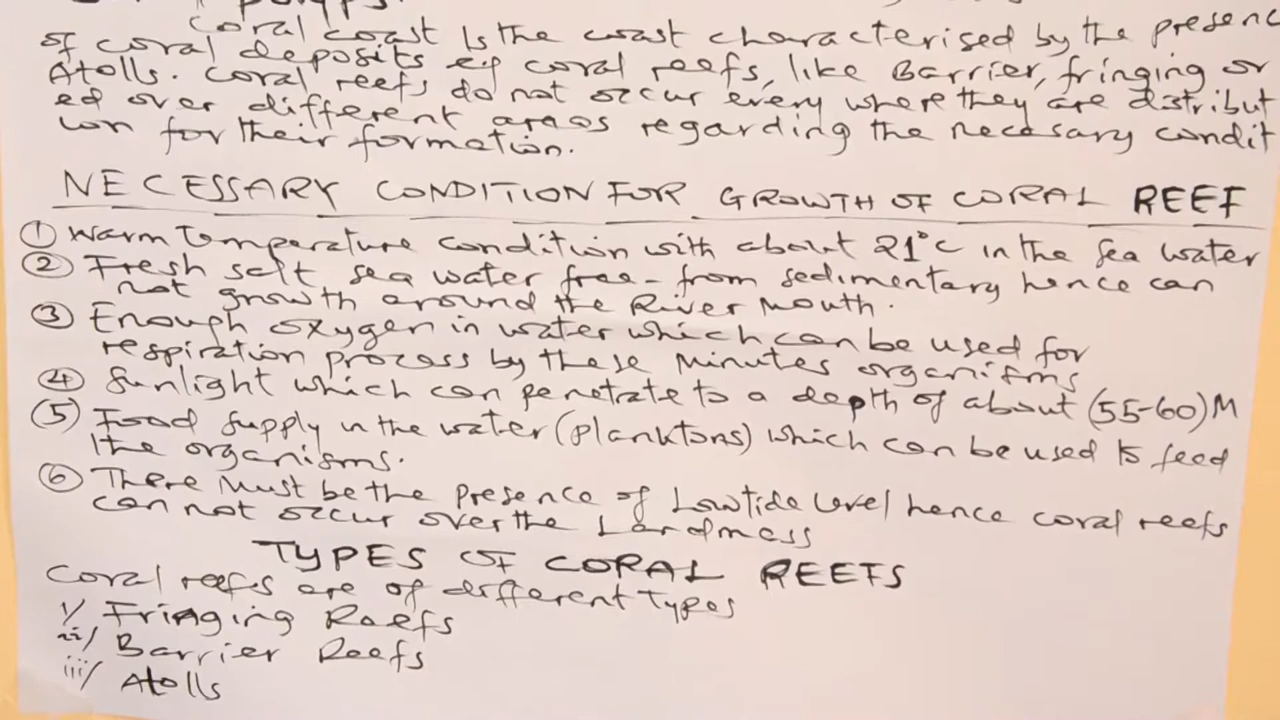 polyps.
Coral coast Is the coast characterised by the presenc
of coral deposits eg coral reefs, like Barrier, fringing or
Atolls. coral reefs do not occur every where they are distribut
ed over different areas regarding the necessary condit
ion for their formation.
NECESSARY CONDITION FOR GROWTH OF CORAL REEF
① Warm temperature condition with about 21°c in the sea water
② Fresh salt sea water free-from sedimentary hence can
not growth around the River mouth.
③ Enough oxygen in water which can be used for
respiration process by these minutes organisms
④ Sunlight which can penetrate to a depth of about (55-60)M
⑤ Food supply in the water (planktons) which can be used to feed
the organisms.
⑥ There must be the presence of Low tide level hence coral reefs
can not occur over the Landmass
TYPES OF CORAL REEFS
Coral reefs are of different Types
i/ Fringing Reefs
ii/ Barrier Reefs
iii/ Atolls